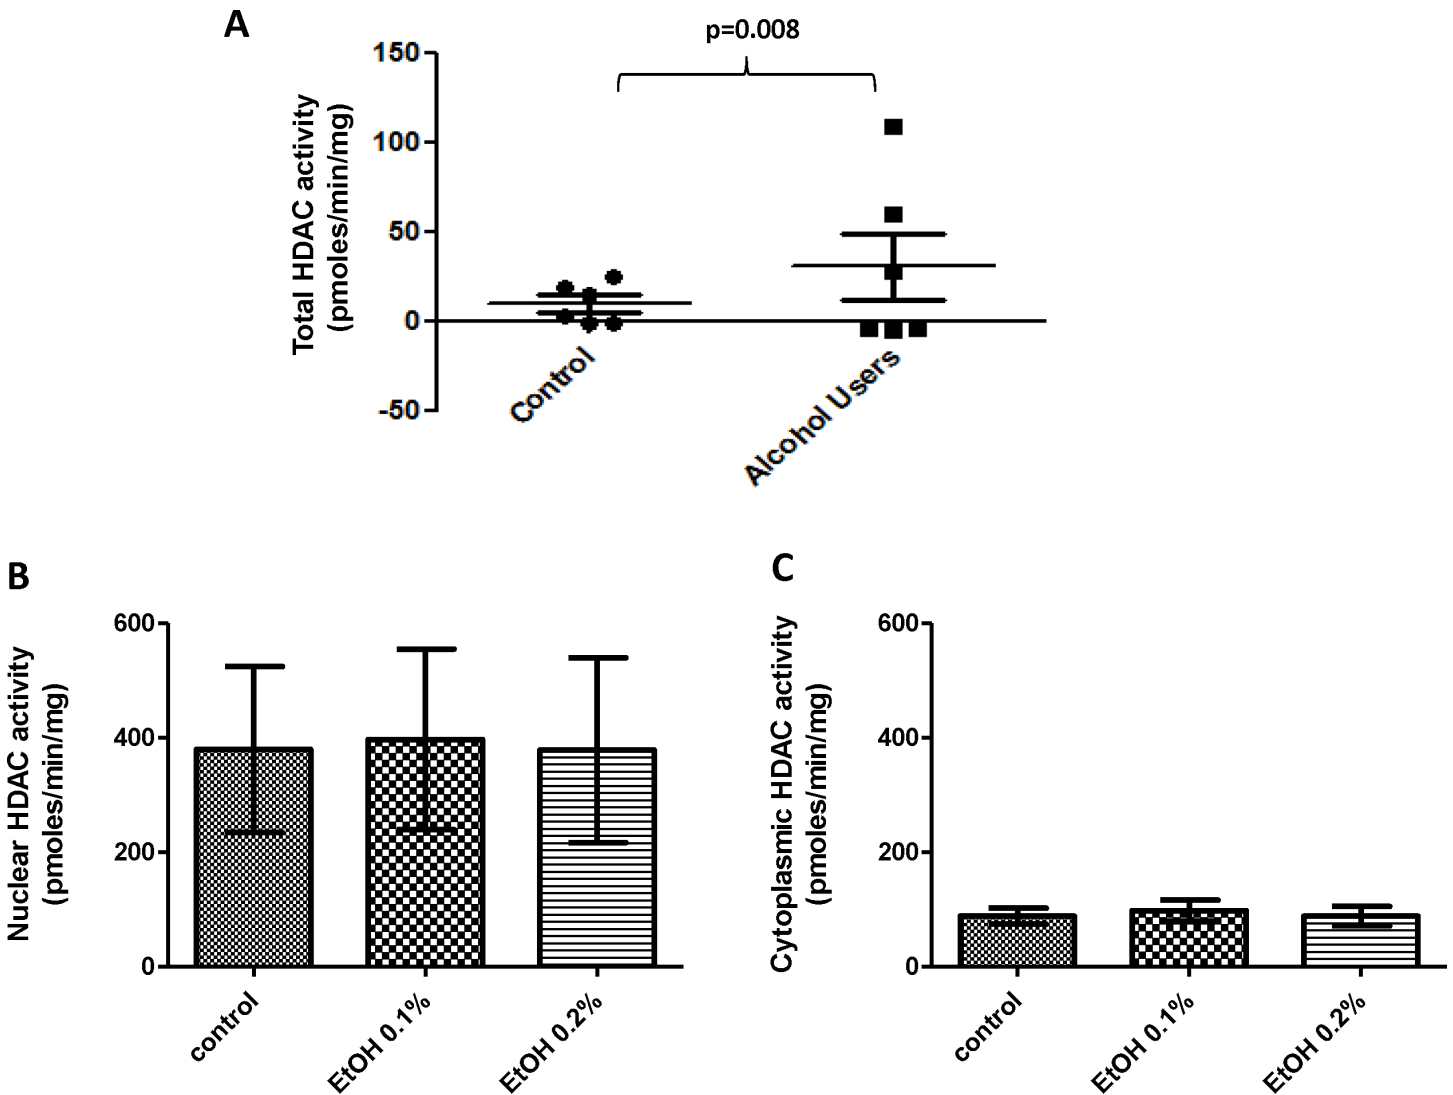 A
p=0.008
Total HDAC activity
(pmoles/min/mg)
150
100
50
0
-50
Control
Alcohol Users
B
Nuclear HDAC activity
(pmoles/min/mg)
600
400
200
0
control
EtOH 0.1%
EtOH 0.2%
C
Cytoplasmic HDAC activity
(pmoles/min/mg)
600
400
200
0
control
EtOH 0.1%
EtOH 0.2%